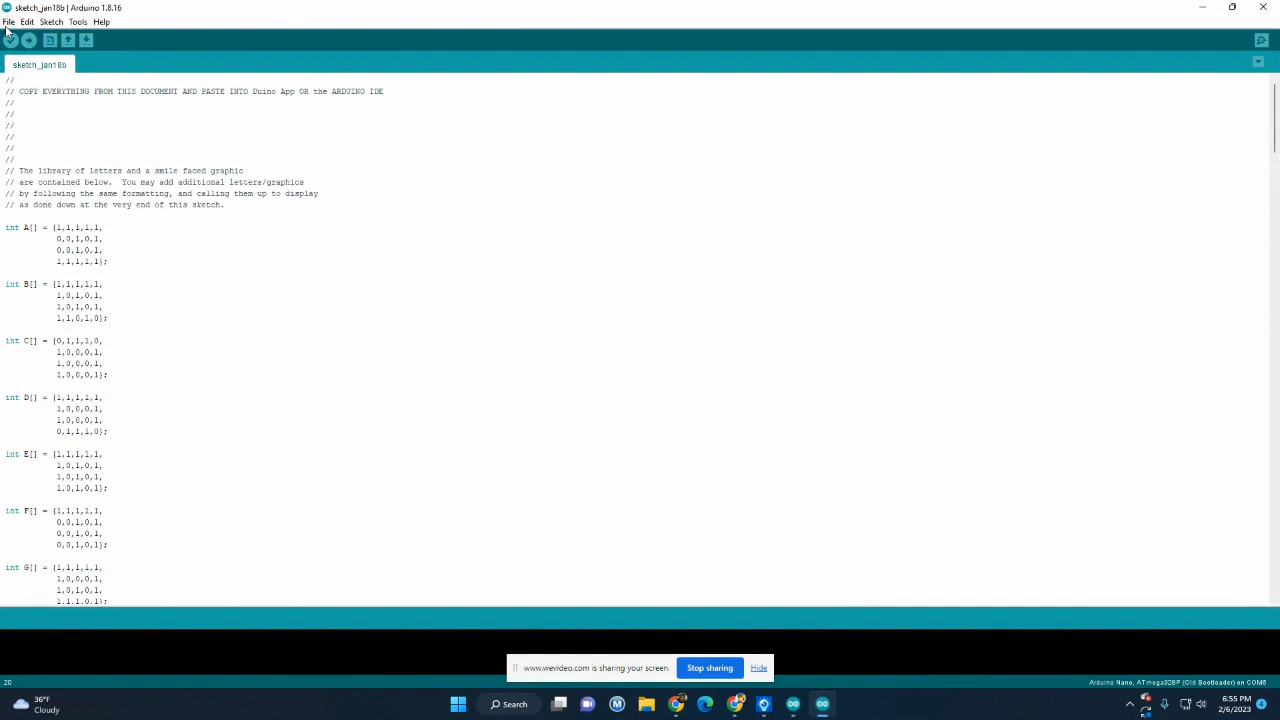 sketch_jan18b | Arduino 1.8.16
File Edit Sketch Tools Help
sketch_jan18b
//
// COPY EVERYTHING FROM THIS DOCUMENT AND PASTE INTO Duino App OR the ARDUINO IDE
//
//
//
//
//
//
// The library of letters and a smile faced graphic
// are contained below.  You may add additional letters/graphics
// by following the same formatting, and calling them up to display
// as done down at the very end of this sketch.
int A[] = {1,1,1,1,1,
0,0,1,0,1,
0,0,1,0,1,
1,1,1,1,1};
int B[] = {1,1,1,1,1,
1,0,1,0,1,
1,0,1,0,1,
1,1,0,1,0};
int C[] = {0,1,1,1,0,
1,0,0,0,1,
1,0,0,0,1,
1,0,0,0,1};
int D[] = {1,1,1,1,1,
1,0,0,0,1,
1,0,0,0,1,
0,1,1,1,0};
int E[] = {1,1,1,1,1,
1,0,1,0,1,
1,0,1,0,1,
1,0,1,0,1};
int F[] = {1,1,1,1,1,
0,0,1,0,1,
0,0,1,0,1,
0,0,1,0,1};
int G[] = {1,1,1,1,1,
1,0,0,0,1,
1,0,1,0,1,
1,1,1,0,1};
www.wevideo.com is sharing your screen. Stop sharing Hide
20 Arduino Nano, ATmega328P (Old Bootloader) on COM6
36°F
Cloudy
Search
6:55 PM
2/6/2023